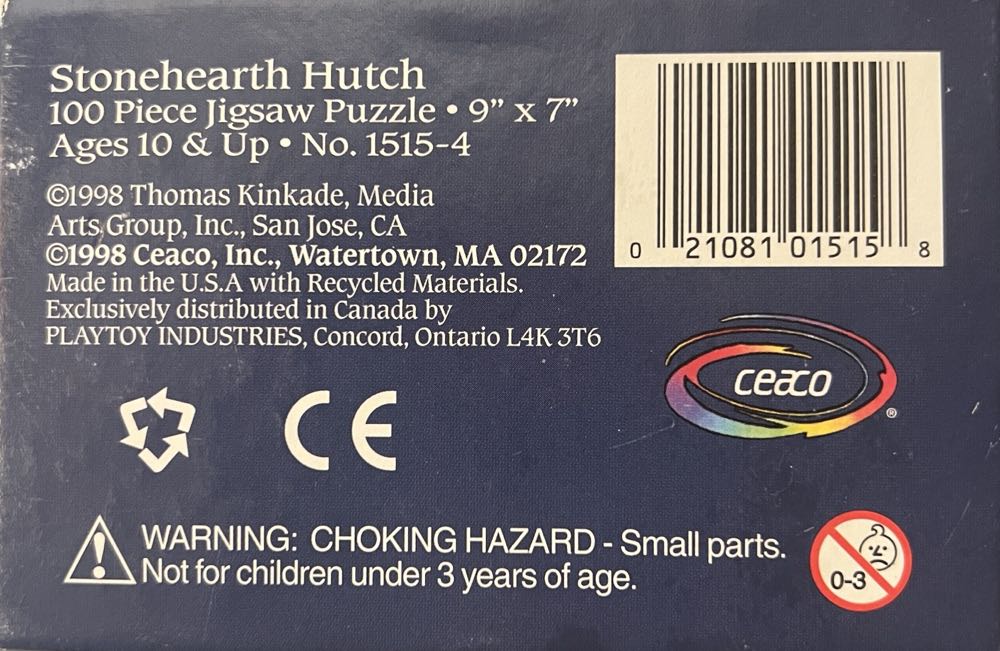 Stonehearth Hutch
100 Piece Jigsaw Puzzle • 9” x 7”
Ages 10 & Up • No. 1515-4
©1998 Thomas Kinkade, Media
Arts Group, Inc., San Jose, CA
©1998 Ceaco, Inc., Watertown, MA 02172
Made in the U.S.A with Recycled Materials.
Exclusively distributed in Canada by
PLAYTOY INDUSTRIES, Concord, Ontario L4K 3T6
0 21081 01515 8
ceaco ®
CE
WARNING: CHOKING HAZARD - Small parts.
Not for children under 3 years of age.
0-3